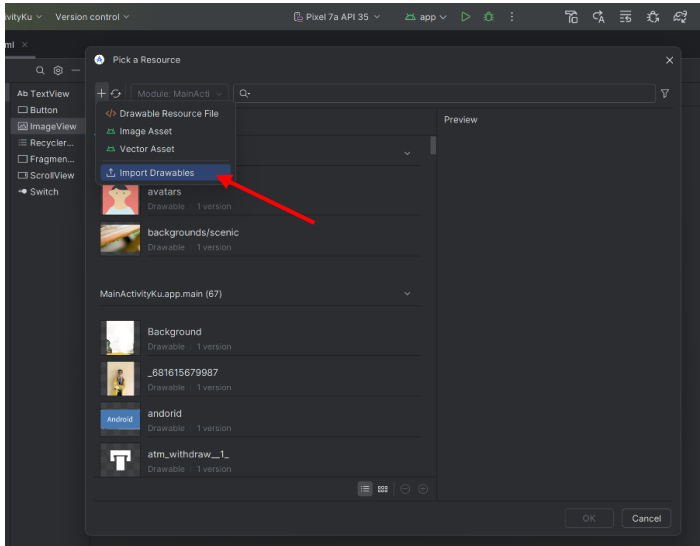 ivityKu
Version control
Pixel 7a API 35
app
ml
Pick a Resource
Ab TextView
Button
ImageView
Recycler...
Fragmen...
ScrollView
Switch
Module: MainActi
Q
Drawable Resource File
Image Asset
Vector Asset
Import Drawables
Preview
avatars
Drawable | 1 version
backgrounds/scenic
Drawable | 1 version
MainActivityKu.app.main (67)
Background
Drawable | 1 version
_681615679987
Drawable | 1 version
Android
andorid
Drawable | 1 version
atm_withdraw__1_
Drawable | 1 version
OK
Cancel